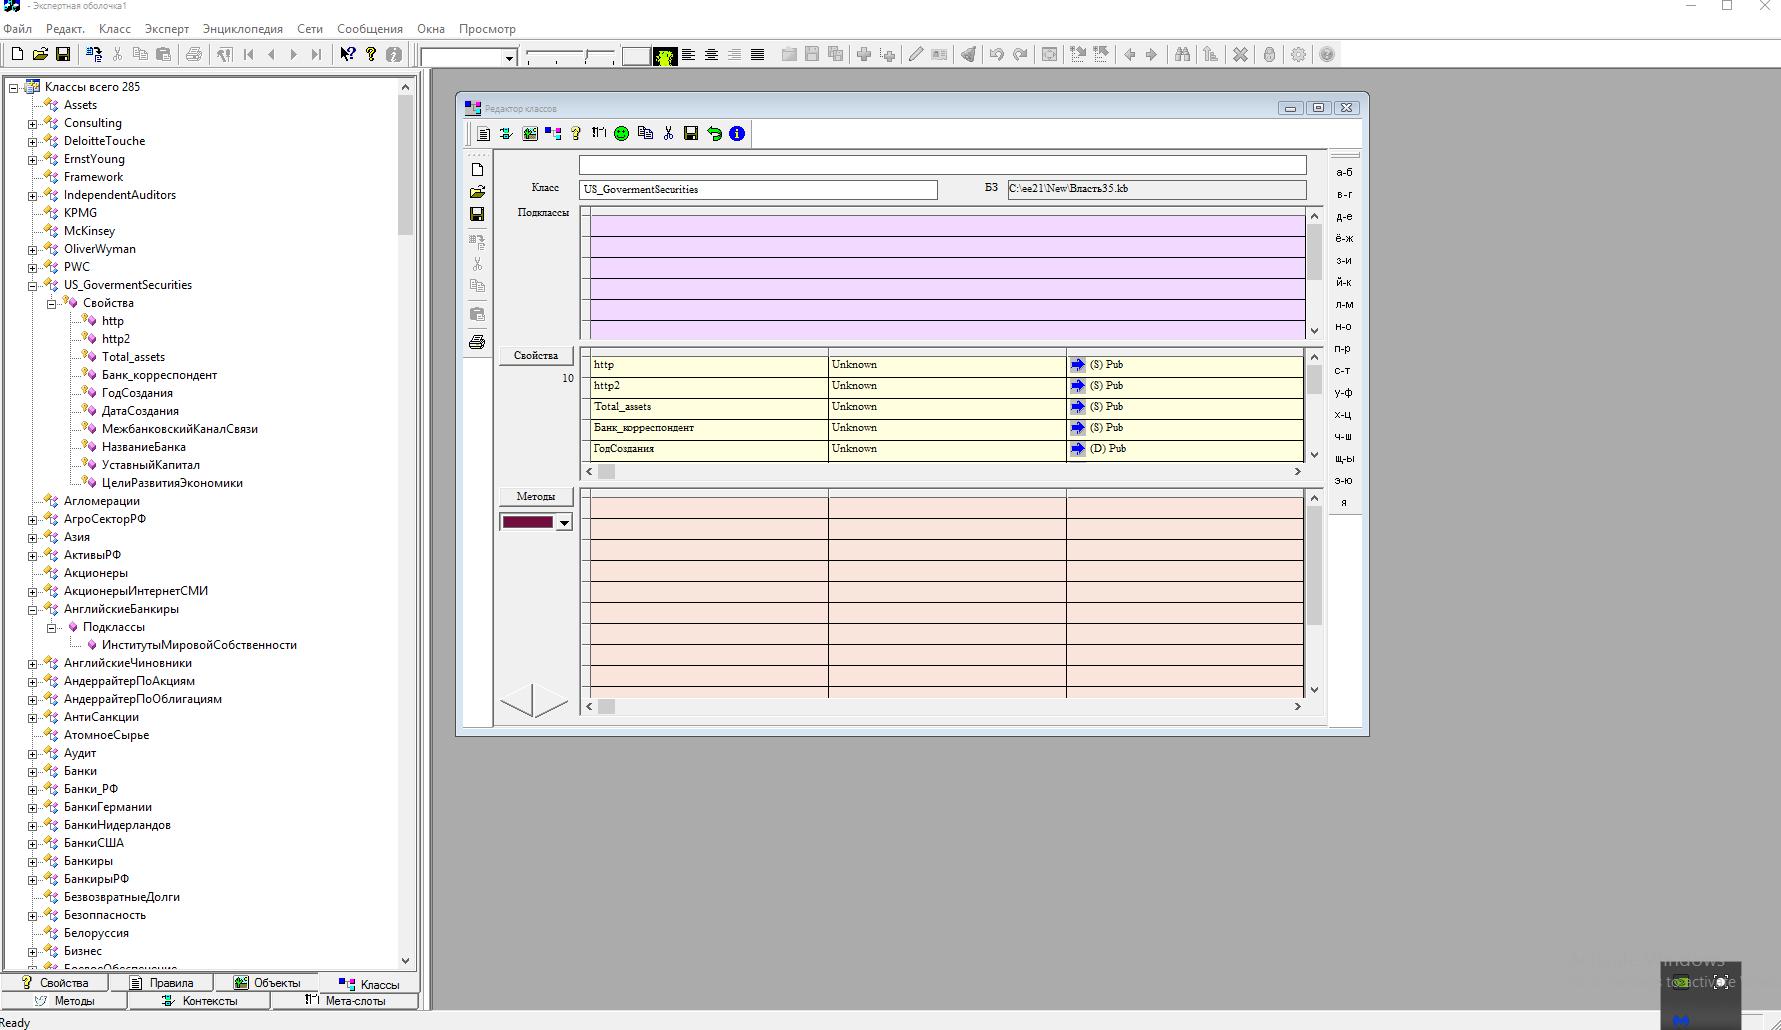 - Экспертная оболочка1
Файл Редакт. Класс Эксперт Энциклопедия Сети Сообщения Окна Просмотр
Классы всего 285
Assets
Consulting
DeloitteTouche
ErnstYoung
Framework
IndependentAuditors
KPMG
McKinsey
OliverWyman
PWC
US_GovermentSecurities
Свойства
http
http2
Total_assets
Банк_корреспондент
ГодСоздания
ДатаСоздания
МежбанковскийКаналСвязи
НазваниеБанка
УставныйКапитал
ЦелиРазвитияЭкономики
Агломерации
АгроСекторРФ
Азия
АктивыРФ
Акционеры
АкционерыИнтернетСМИ
АнглийскиеБанкиры
Подклассы
ИнститутыМировойСобственности
АнглийскиеЧиновники
АндеррайтерПоАкциям
АндеррайтерПоОблигациям
АнтиСанкции
АтомноеСырье
Аудит
Банки
Банки_РФ
БанкиГермании
БанкиНидерландов
БанкиСША
Банкиры
БанкирыРФ
БезвозвратныеДолги
Безоппасность
Белоруссия
Бизнес
БоевоеОбеспечение
Свойства Правила Объекты Классы
Методы Контексты Мета-слоты
Ready
Редактор классов
Класс US_GovermentSecurities БЗ C:\ee21\New\Власть35.kb
Подклассы
Свойства
10
http Unknown (S) Pub
http2 Unknown (S) Pub
Total_assets Unknown (S) Pub
Банк_корреспондент Unknown (S) Pub
ГодСоздания Unknown (D) Pub
Методы
а-б
в-г
д-е
ё-ж
з-и
й-к
л-м
н-о
п-р
с-т
у-ф
х-ц
ч-ш
щ-ы
э-ю
я